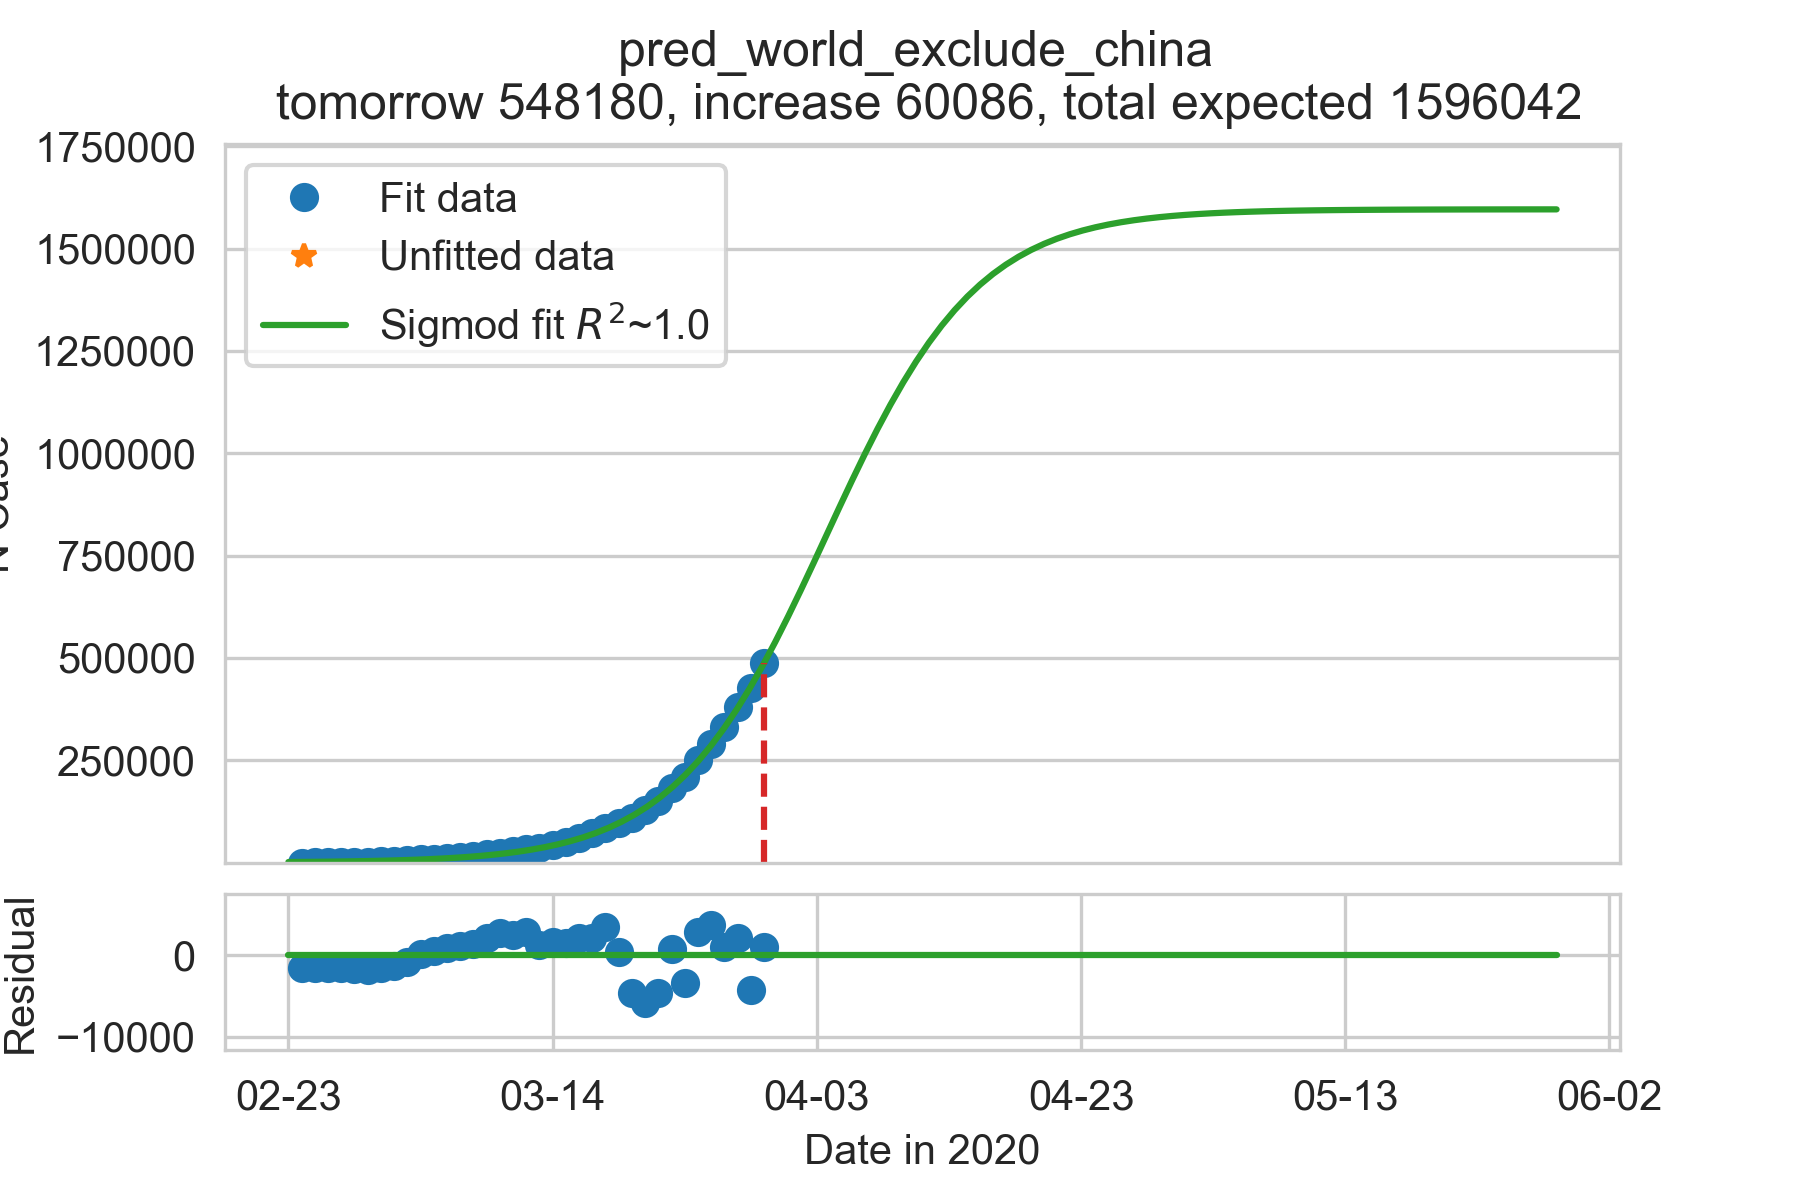 pred_world_exclude_china
tomorrow 548180, increase 60086, total expected 1596042
1750000
1500000
1250000
1000000
750000
500000
250000
Fit data
Unfitted data
Sigmod fit R²~1.0
Residual
0
−10000
02-23 03-14 04-03 04-23 05-13 06-02
Date in 2020